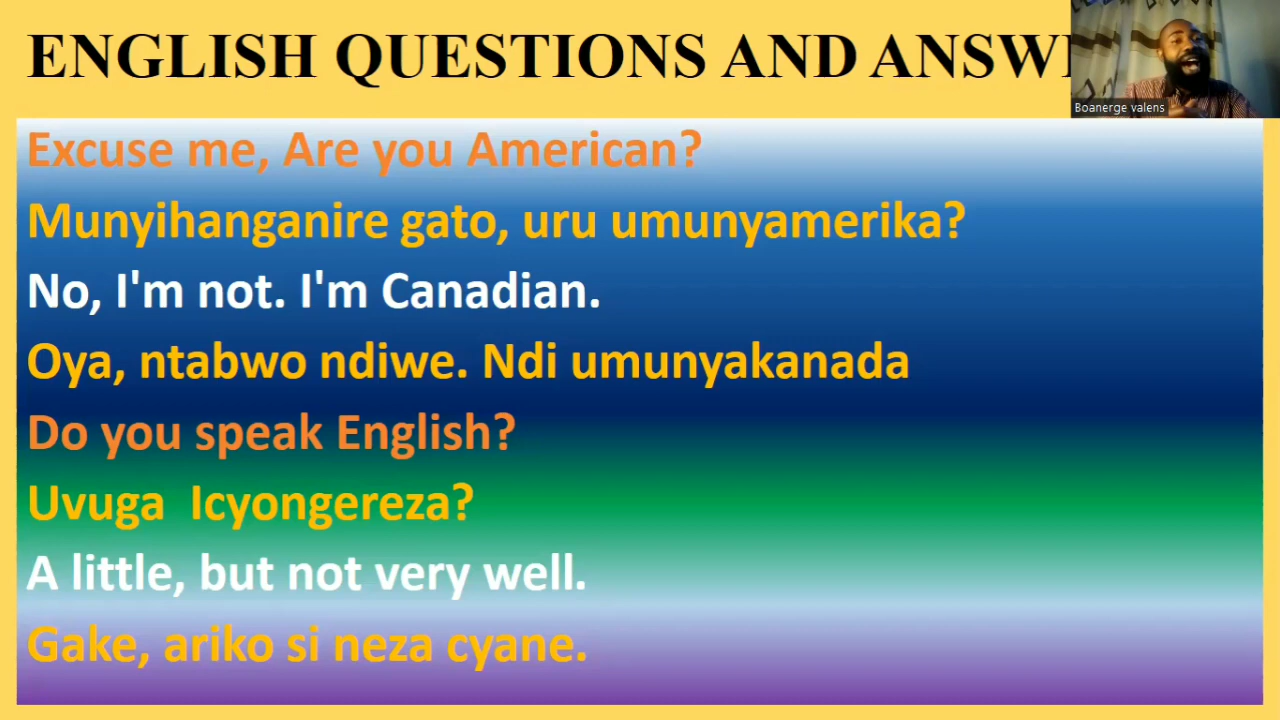 ENGLISH QUESTIONS AND
Boanerge valens
Excuse me, Are you American?
Munyihanganire gato, uru umunyamerika?
No, I'm not. I'm Canadian.
Oya, ntabwo ndiwe. Ndi umunyakanada
Do you speak English?
Uvuga Icyongereza?
A little, but not very well.
Gake, ariko si neza cyane.